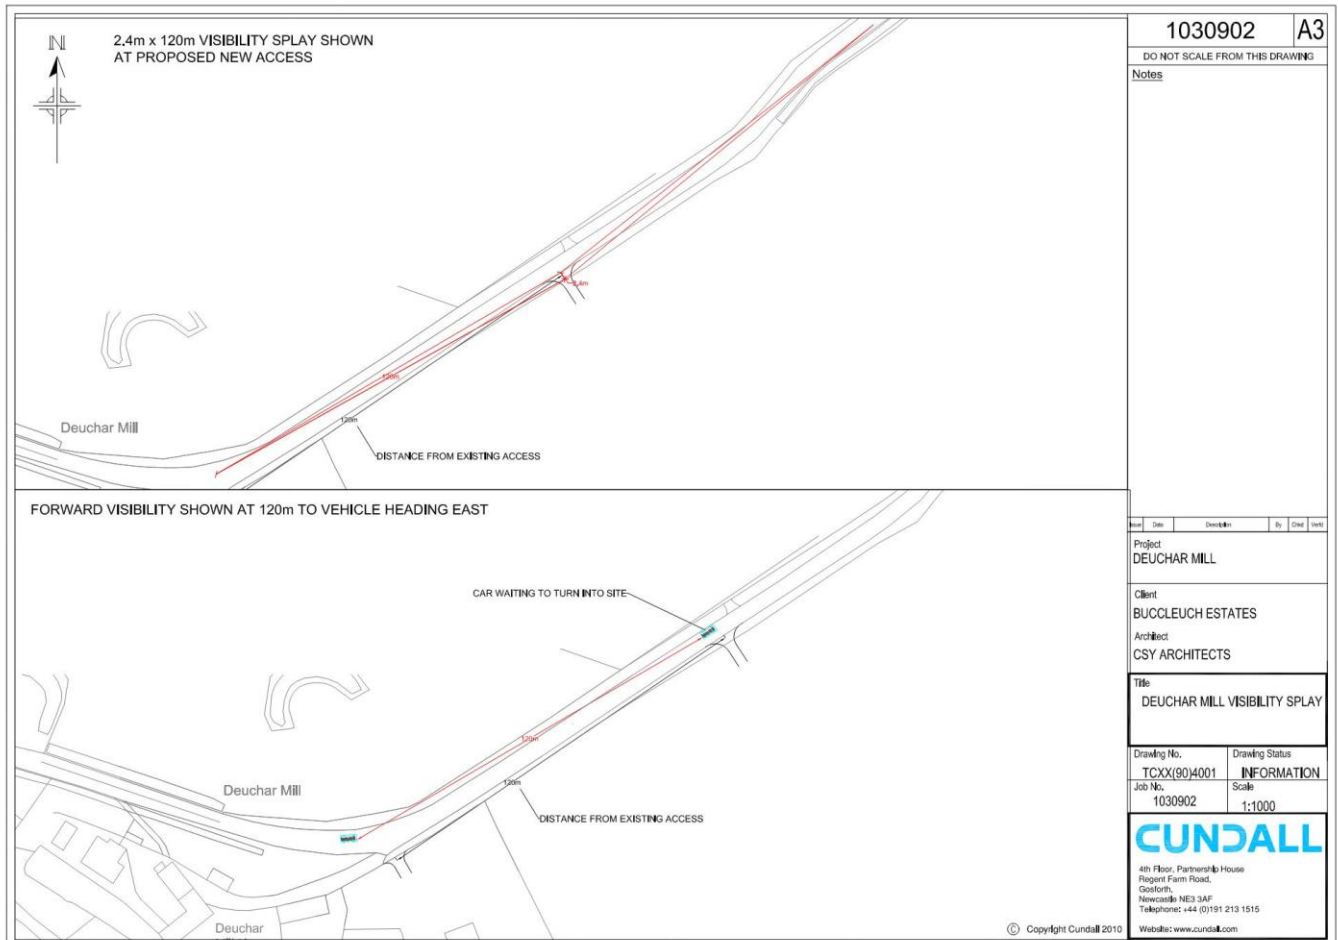 N
2.4m x 120m VISIBILITY SPLAY SHOWN
AT PROPOSED NEW ACCESS
2.4m
120m
120m
Deuchar Mill
DISTANCE FROM EXISTING ACCESS
FORWARD VISIBILITY SHOWN AT 120m TO VEHICLE HEADING EAST
CAR WAITING TO TURN INTO SITE
120m
120m
Deuchar Mill
DISTANCE FROM EXISTING ACCESS
Deuchar
© Copyright Cundall 2010
1030902 A3
DO NOT SCALE FROM THIS DRAWING
Notes
Issue Date Description By Chkd Verfd
Project
DEUCHAR MILL
Client
BUCCLEUCH ESTATES
Architect
CSY ARCHITECTS
Title
DEUCHAR MILL VISIBILITY SPLAY
Drawing No. Drawing Status
TCXX(90)4001 INFORMATION
Job No. Scale
1030902 1:1000
CUNDALL
4th Floor, Partnership House
Regent Farm Road,
Gosforth,
Newcastle NE3 3AF
Telephone: +44 (0)191 213 1515
Website: www.cundall.com